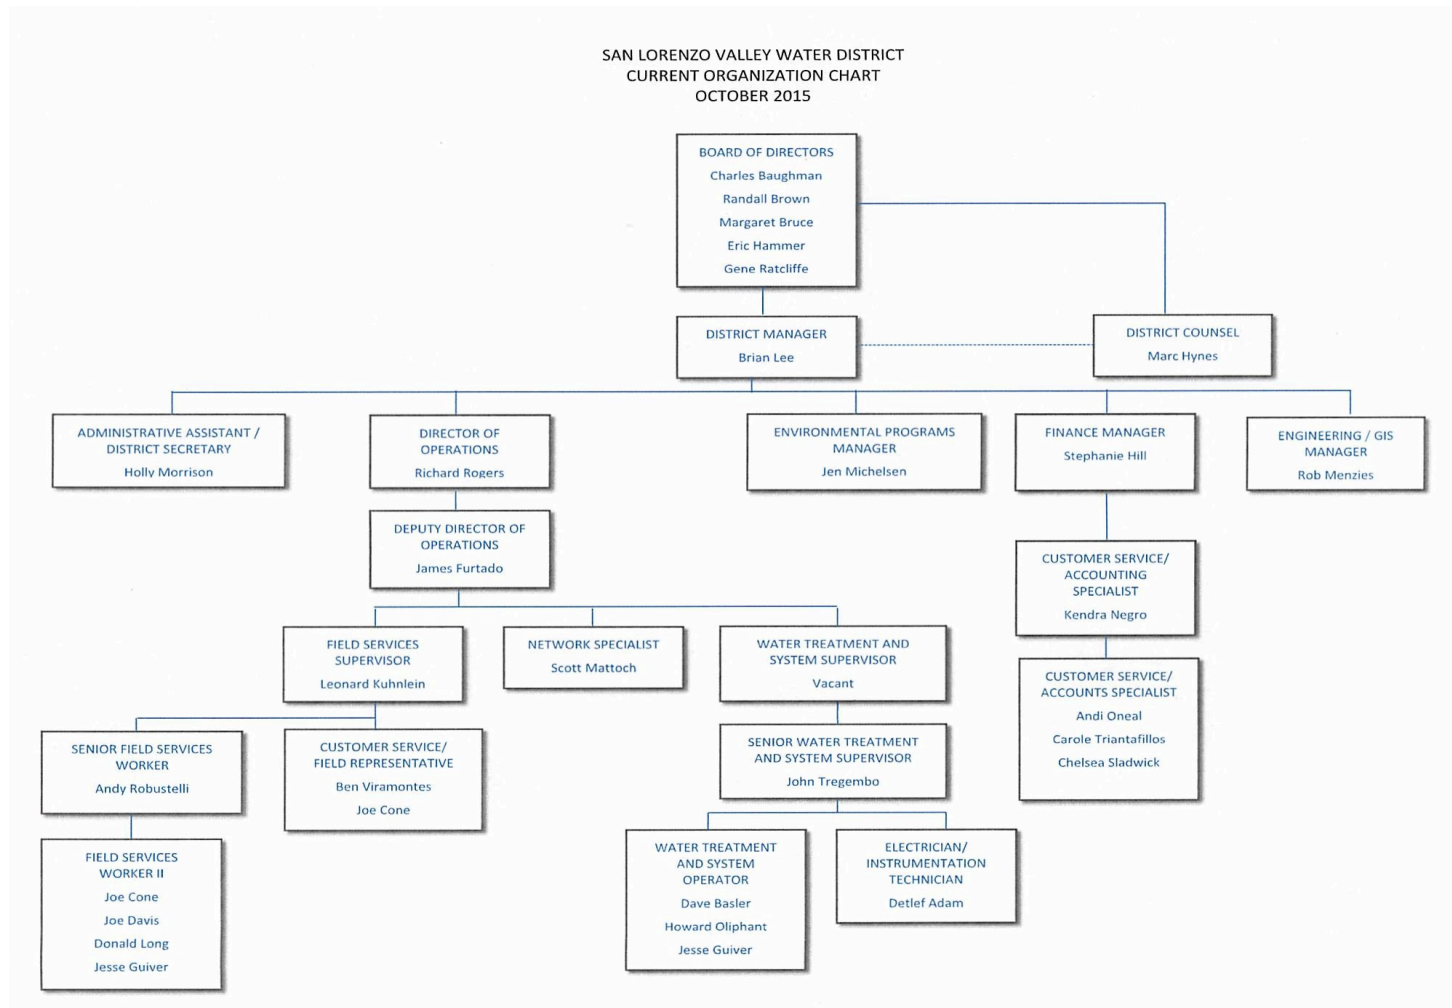 SAN LORENZO VALLEY WATER DISTRICT
CURRENT ORGANIZATION CHART
OCTOBER 2015
BOARD OF DIRECTORS
Charles Baughman
Randall Brown
Margaret Bruce
Eric Hammer
Gene Ratcliffe
DISTRICT MANAGER
Brian Lee
DISTRICT COUNSEL
Marc Hynes
ADMINISTRATIVE ASSISTANT /
DISTRICT SECRETARY
Holly Morrison
DIRECTOR OF
OPERATIONS
Richard Rogers
ENVIRONMENTAL PROGRAMS
MANAGER
Jen Michelsen
FINANCE MANAGER
Stephanie Hill
ENGINEERING / GIS
MANAGER
Rob Menzies
DEPUTY DIRECTOR OF
OPERATIONS
James Furtado
CUSTOMER SERVICE/
ACCOUNTING
SPECIALIST
Kendra Negro
FIELD SERVICES
SUPERVISOR
Leonard Kuhnlein
NETWORK SPECIALIST
Scott Mattoch
WATER TREATMENT AND
SYSTEM SUPERVISOR
Vacant
CUSTOMER SERVICE/
ACCOUNTS SPECIALIST
Andi Oneal
Carole Triantafillos
Chelsea Sladwick
SENIOR FIELD SERVICES
WORKER
Andy Robustelli
CUSTOMER SERVICE/
FIELD REPRESENTATIVE
Ben Viramontes
Joe Cone
SENIOR WATER TREATMENT
AND SYSTEM SUPERVISOR
John Tregembo
FIELD SERVICES
WORKER II
Joe Cone
Joe Davis
Donald Long
Jesse Guiver
WATER TREATMENT
AND SYSTEM
OPERATOR
Dave Basler
Howard Oliphant
Jesse Guiver
ELECTRICIAN/
INSTRUMENTATION
TECHNICIAN
Detlef Adam